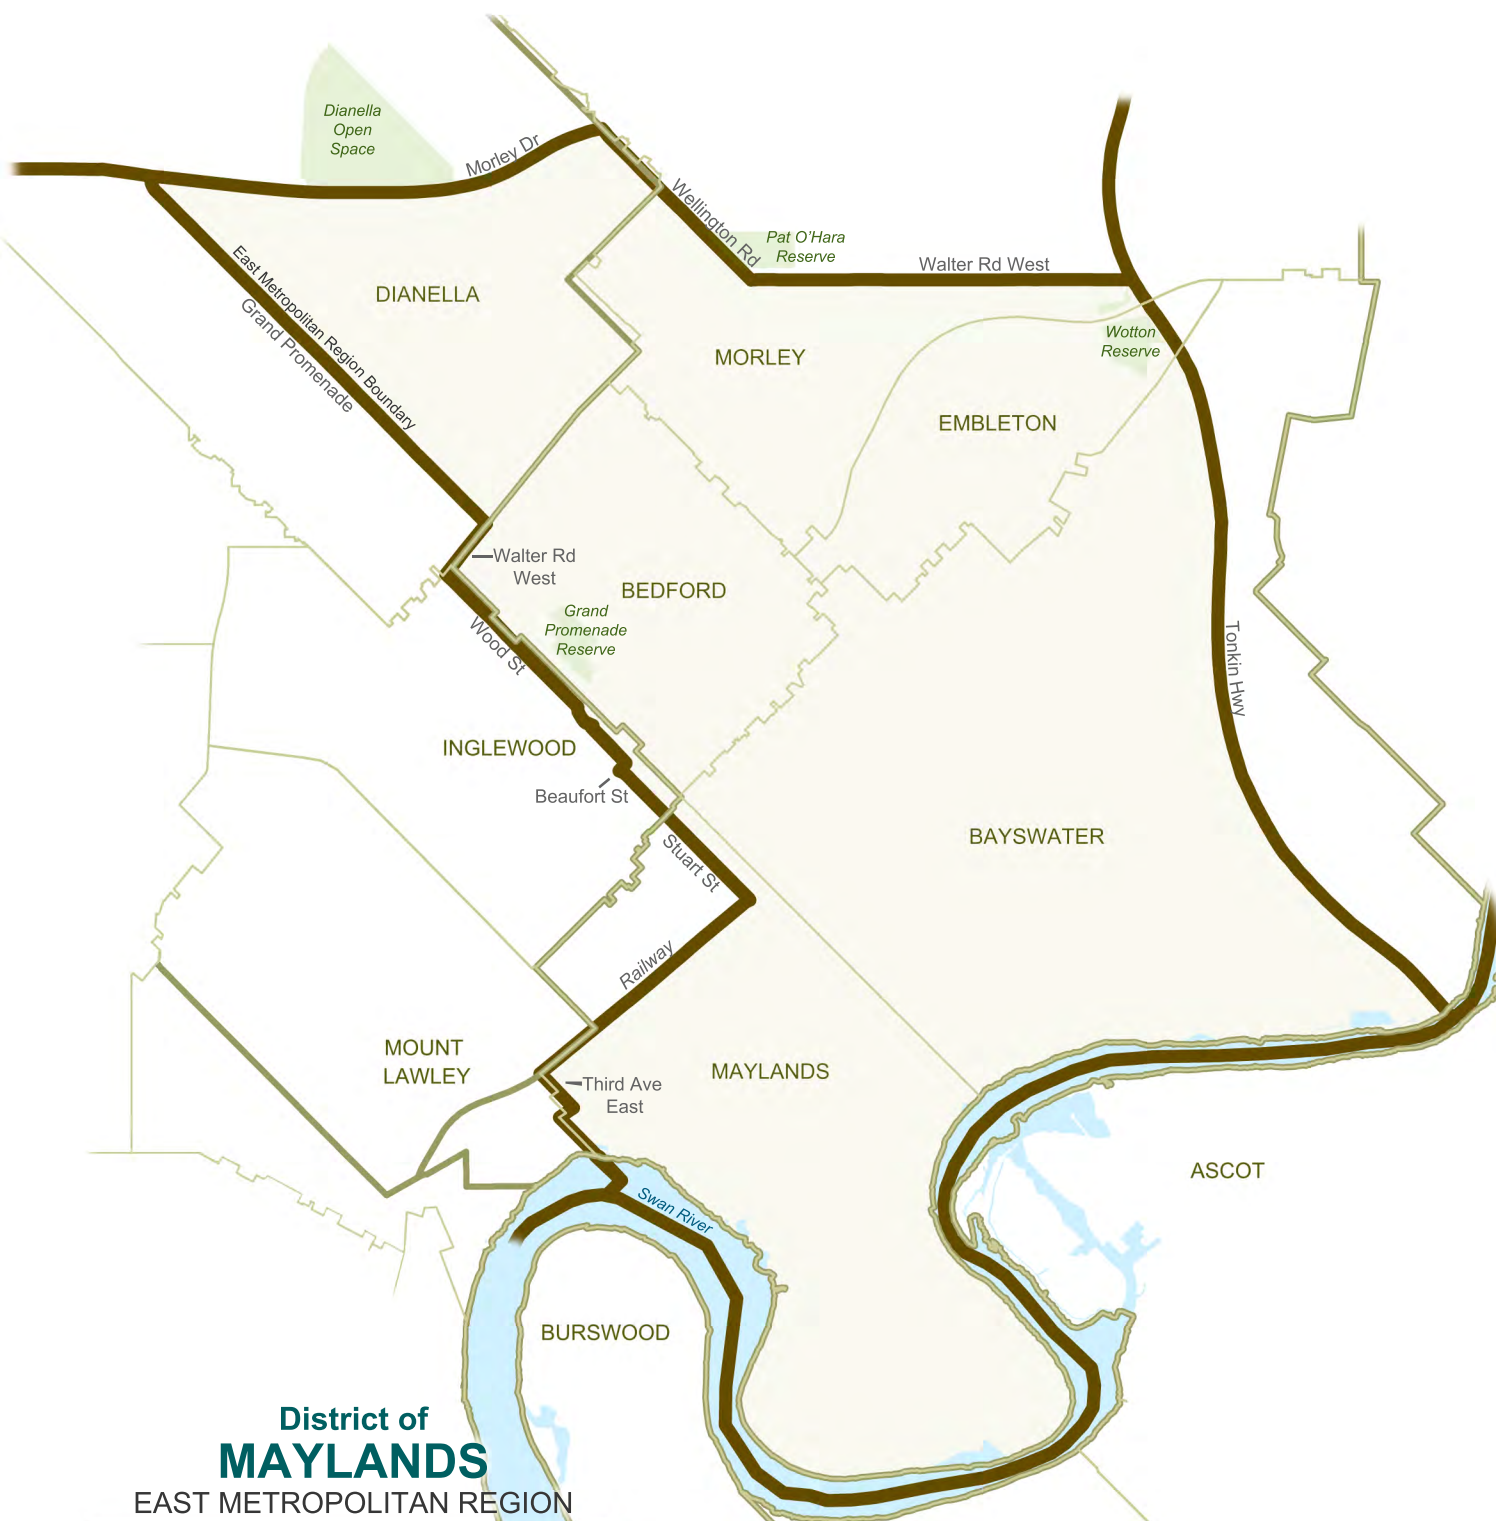 Dianella
Open
Space
Morley Dr
Wellington Rd
Pat O'Hara
Reserve
Walter Rd West
East Metropolitan Region Boundary
Grand Promenade
DIANELLA
MORLEY
Wotton
Reserve
EMBLETON
Walter Rd
West
BEDFORD
Grand
Promenade
Reserve
Wood St
Tonkin Hwy
INGLEWOOD
Beaufort St
Stuart St
BAYSWATER
Railway
MOUNT
LAWLEY
MAYLANDS
Third Ave
East
ASCOT
Swan River
BURSWOOD
District of
MAYLANDS
EAST METROPOLITAN REGION